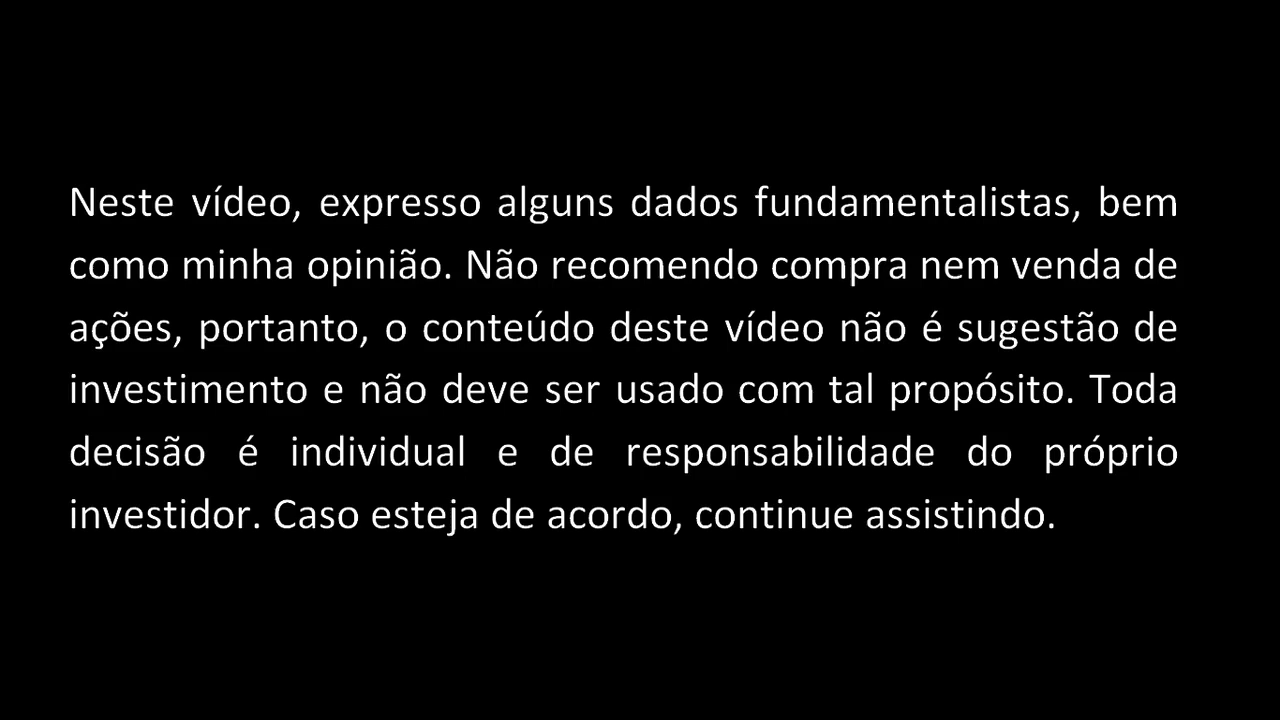 Neste vídeo, expresso alguns dados fundamentalistas, bem
como minha opinião. Não recomendo compra nem venda de
ações, portanto, o conteúdo deste vídeo não é sugestão de
investimento e não deve ser usado com tal propósito. Toda
decisão é individual e de responsabilidade do próprio
investidor. Caso esteja de acordo, continue assistindo.